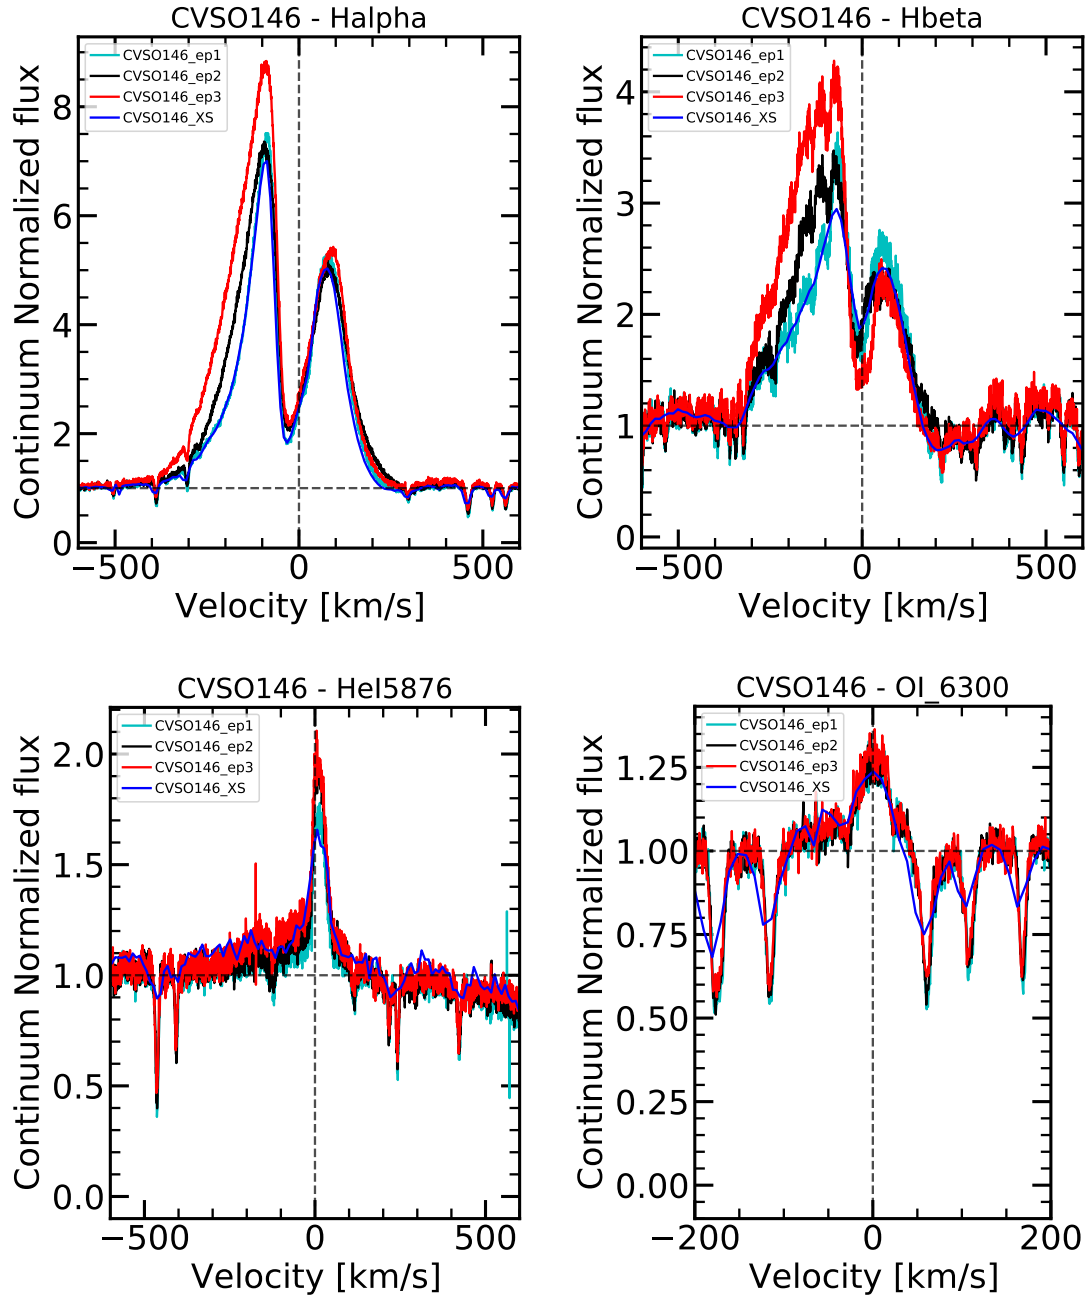 CVSO146 - Halpha
CVSO146_ep1
CVSO146_ep2
CVSO146_ep3
CVSO146_XS
Continuum Normalized flux
8
6
4
2
0
−500
0
500
Velocity [km/s]
CVSO146 - Hbeta
CVSO146_ep1
CVSO146_ep2
CVSO146_ep3
CVSO146_XS
Continuum Normalized flux
4
3
2
1
0
−500
0
500
Velocity [km/s]
CVSO146 - HeI5876
CVSO146_ep1
CVSO146_ep2
CVSO146_ep3
CVSO146_XS
Continuum Normalized flux
2.0
1.5
1.0
0.5
0.0
−500
0
500
Velocity [km/s]
CVSO146 - OI_6300
CVSO146_ep1
CVSO146_ep2
CVSO146_ep3
CVSO146_XS
Continuum Normalized flux
1.25
1.00
0.75
0.50
0.25
0.00
−200
0
200
Velocity [km/s]